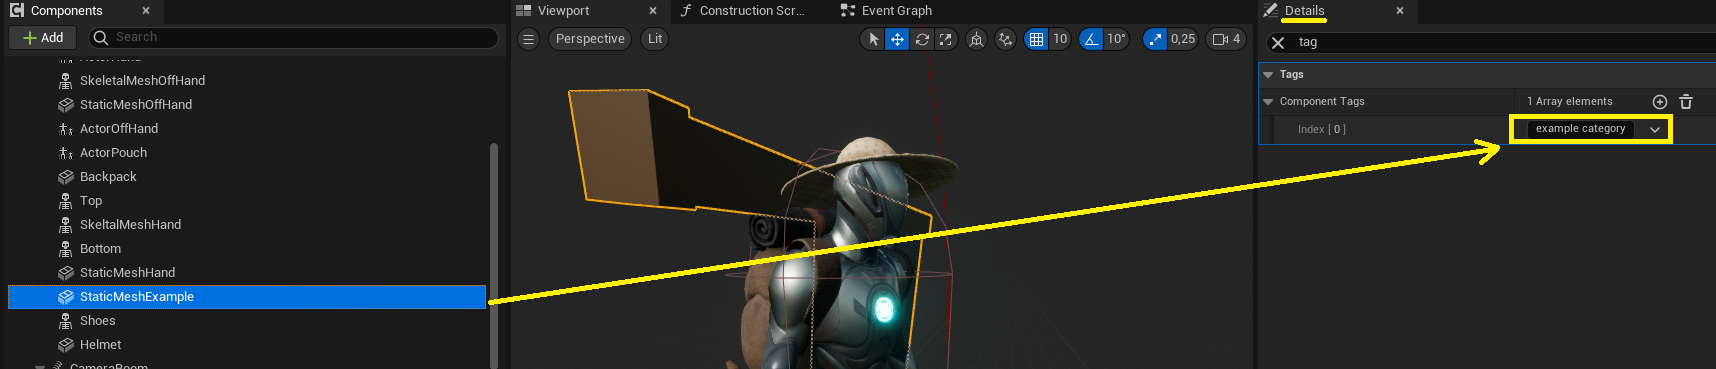 Components
Add
Search
SkeletalMeshOffHand
StaticMeshOffHand
ActorOffHand
ActorPouch
Backpack
Top
SkeltalMeshHand
Bottom
StaticMeshHand
StaticMeshExample
Shoes
Helmet
CameraBoom
Viewport
Construction Scr...
Event Graph
Perspective
Lit
10
10°
0,25
4
Details
tag
Tags
Component Tags
1 Array elements
Index [ 0 ]
example category